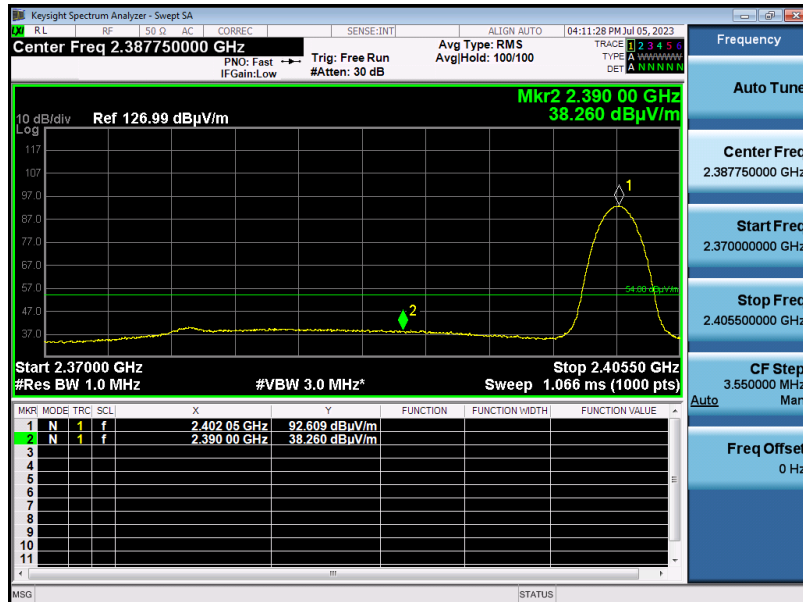 Keysight Spectrum Analyzer - Swept SA
LXI RL RF 50 Ω AC CORREC SENSE:INT ALIGN AUTO 04:11:28 PM Jul 05, 2023
Center Freq 2.387750000 GHz
PNO: Fast
IFGain:Low
Trig: Free Run
#Atten: 30 dB
Avg Type: RMS
Avg|Hold: 100/100
TRACE 1 2 3 4 5 6
TYPE A WWWWW
DET A N N N N N
Mkr2 2.390 00 GHz
38.260 dBµV/m
10 dB/div Ref 126.99 dBµV/m
Log
117
107
97.0
87.0
77.0
67.0
57.0
47.0
37.0
1
2
54.00 dBµV/m
Start 2.37000 GHz Stop 2.40550 GHz
#Res BW 1.0 MHz #VBW 3.0 MHz* Sweep 1.066 ms (1000 pts)
MKR MODE TRC SCL X Y FUNCTION FUNCTION WIDTH FUNCTION VALUE
1 N 1 f 2.402 05 GHz 92.609 dBµV/m
2 N 1 f 2.390 00 GHz 38.260 dBµV/m
3
4
5
6
7
8
9
10
11
MSG STATUS
Frequency
Auto Tune
Center Freq
2.387750000 GHz
Start Freq
2.370000000 GHz
Stop Freq
2.405500000 GHz
CF Step
3.550000 MHz
Auto Man
Freq Offset
0 Hz